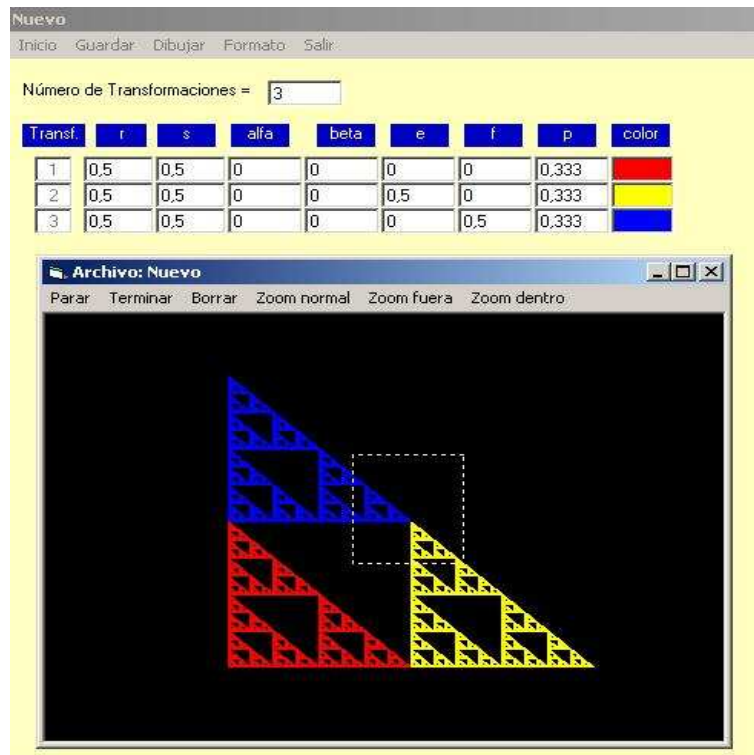 Nuevo
Inicio Guardar Dibujar Formato Salir
Número de Transformaciones = 3
Transf. r s alfa beta e f p color
1 0,5 0,5 0 0 0 0 0,333
2 0,5 0,5 0 0 0,5 0 0,333
3 0,5 0,5 0 0 0 0,5 0,333
Archivo: Nuevo
Parar Terminar Borrar Zoom normal Zoom fuera Zoom dentro